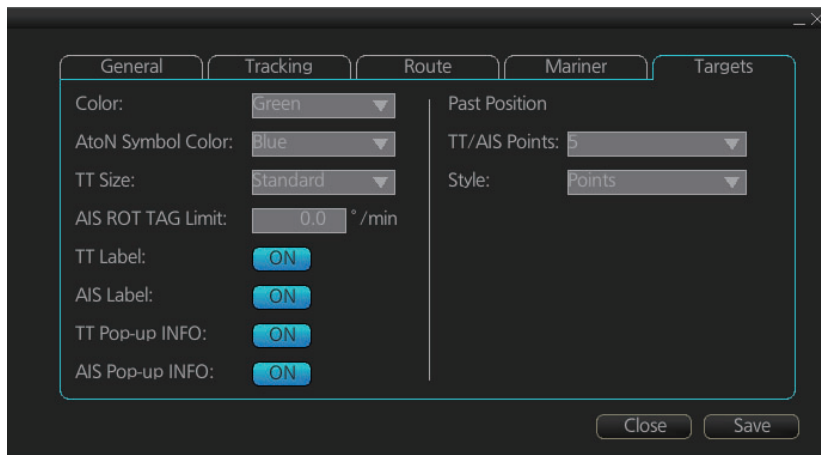 General Tracking Route Mariner Targets
Color: Green
AtoN Symbol Color: Blue
TT Size: Standard
AIS ROT TAG Limit: 0.0 °/min
TT Label: ON
AIS Label: ON
TT Pop-up INFO: ON
AIS Pop-up INFO: ON
Past Position
TT/AIS Points: 5
Style: Points
Close Save